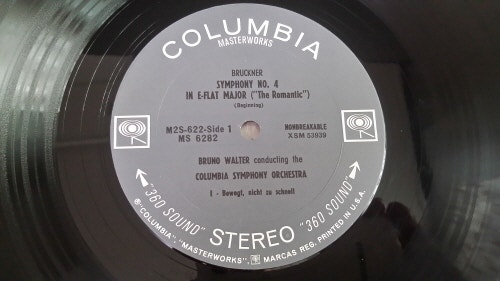 COLUMBIA
MASTERWORKS
BRUCKNER
SYMPHONY NO. 4
IN E-FLAT MAJOR ("The Romantic")
(Beginning)
M2S-622-Side 1
MS 6282
NONBREAKABLE
XSM 53939
BRUNO WALTER conducting the
COLUMBIA SYMPHONY ORCHESTRA
1 - Bewegt, nicht zu schnell
"360 SOUND" STEREO "360 SOUND"
® "COLUMBIA", "MASTERWORKS", MARCAS REG. PRINTED IN U.S.A.